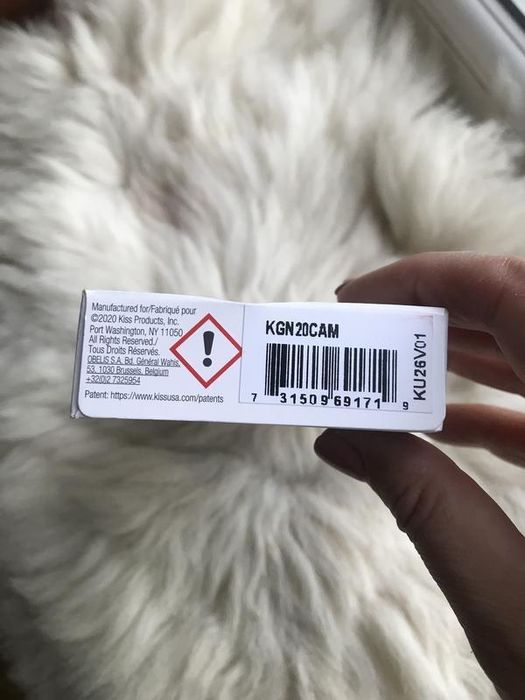 Manufactured for/Fabriqué pour
©2020 Kiss Products, Inc.
Port Washington, NY 11050
All Rights Reserved./
Tous Droits Réservés.
OBELIS S.A. Bd. Général Wahis,
53, 1030 Brussels, Belgium
+32(0)2 7325954
Patent: https://www.kissusa.com/patents
!
KGN20CAM
7 31509 69171 9
KU26V01